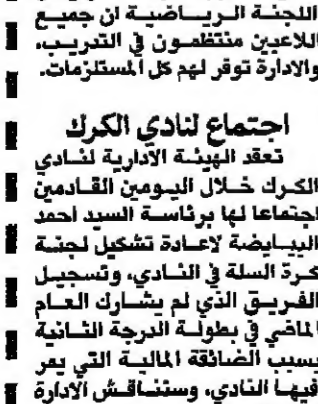 اللجنة الرياضية ان جميع
اللاعبين منتظمون في التدريب،
والادارة توفر لهم كل المستلزمات.
اجتماع لنادي الكرك
تعقد الهيئة الادارية لنادي
الكرك خلال اليومين القادمين
اجتماعا لها برئاسة السيد احمد
البيايضة لاعادة تشكيل لجنة
كرة السلة في النادي، وتسجيل
الفريق الذي لم يشارك العام
الماضي في بطولة الدرجة الثانية
بسبب الضائقة المالية التي يمر
فيها النادي، وستناقش الادارة